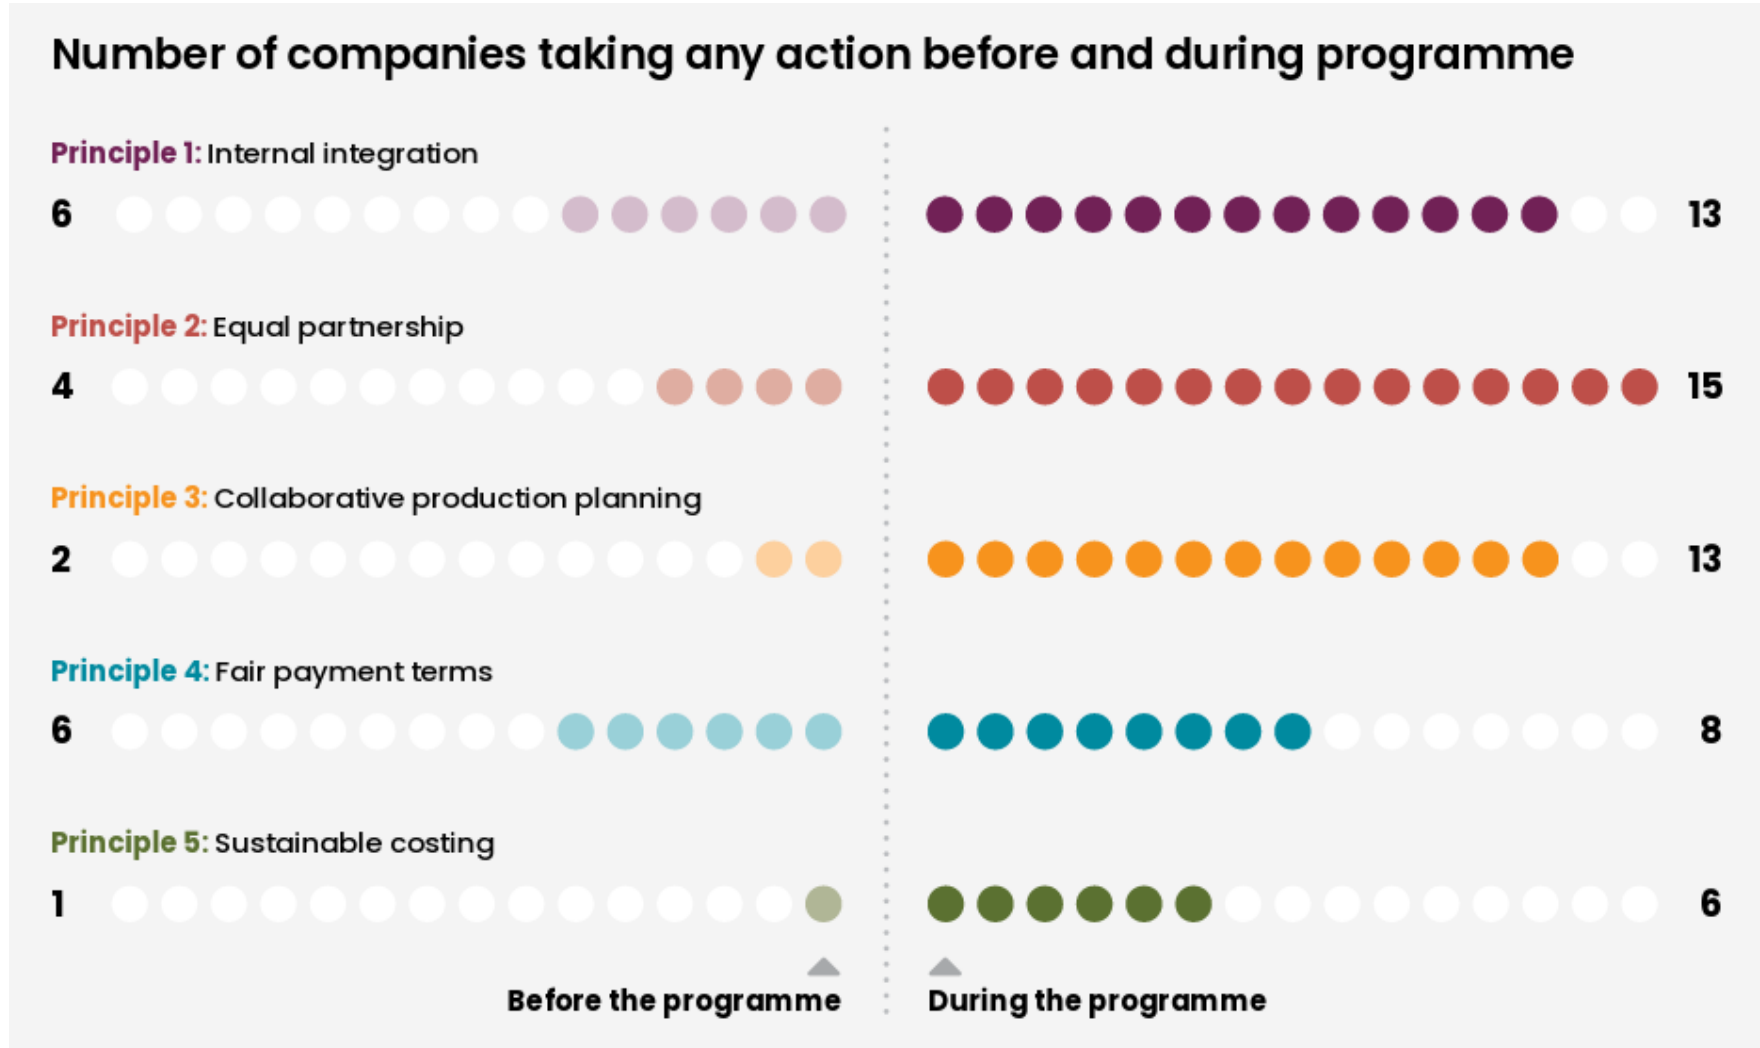 Number of companies taking any action before and during programme
Principle 1: Internal integration
6 13
Principle 2: Equal partnership
4 15
Principle 3: Collaborative production planning
2 13
Principle 4: Fair payment terms
6 8
Principle 5: Sustainable costing
1 6
Before the programme During the programme